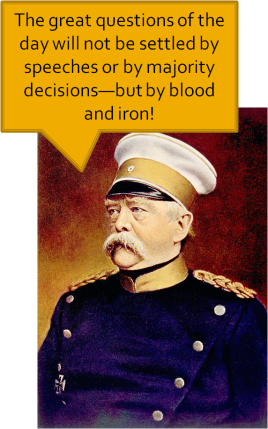 The great questions of the
day will not be settled by
speeches or by majority
decisions—but by blood
and iron!